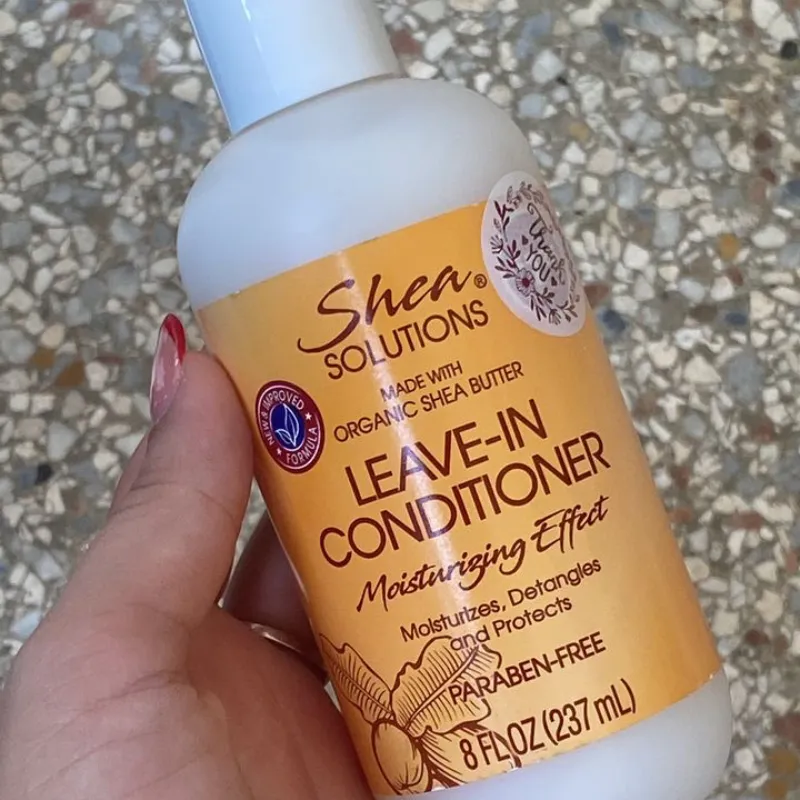 Thank
YOU
Shea®
SOLUTIONS
MADE WITH
ORGANIC SHEA BUTTER
NEW & IMPROVED
FORMULA
LEAVE-IN
CONDITIONER
Moisturizing Effect
Moisturizes, Detangles
and Protects
PARABEN-FREE
8 FL OZ (237 mL)